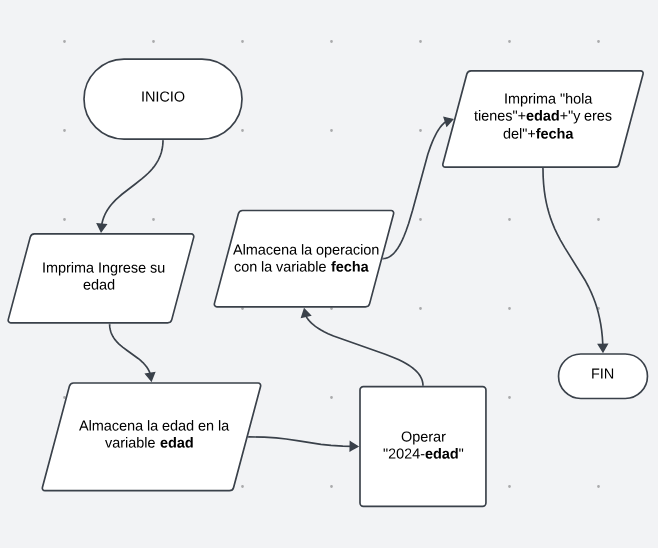 INICIO
Imprima Ingrese su
edad
Almacena la edad en la
variable edad
Operar
"2024-edad"
Almacena la operacion
con la variable fecha
Imprima "hola
tienes"+edad+"y eres
del"+fecha
FIN